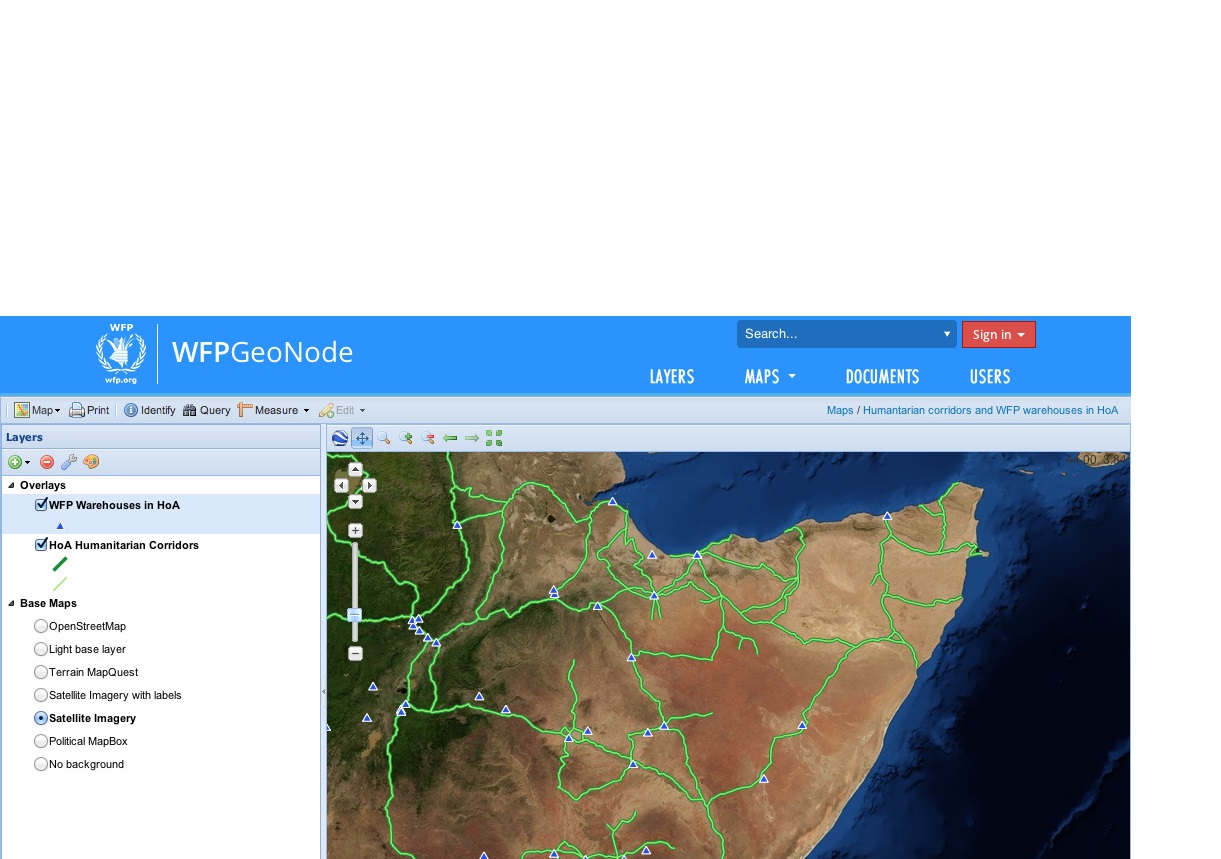 WFP
wfp.org
WFPGeoNode
Search...
Sign in
LAYERS MAPS DOCUMENTS USERS
Map Print Identify Query Measure Edit
Maps / Humantarian corridors and WFP warehouses in HoA
Layers
Overlays
WFP Warehouses in HoA
HoA Humanitarian Corridors
Base Maps
OpenStreetMap
Light base layer
Terrain MapQuest
Satellite Imagery with labels
Satellite Imagery
Political MapBox
No background